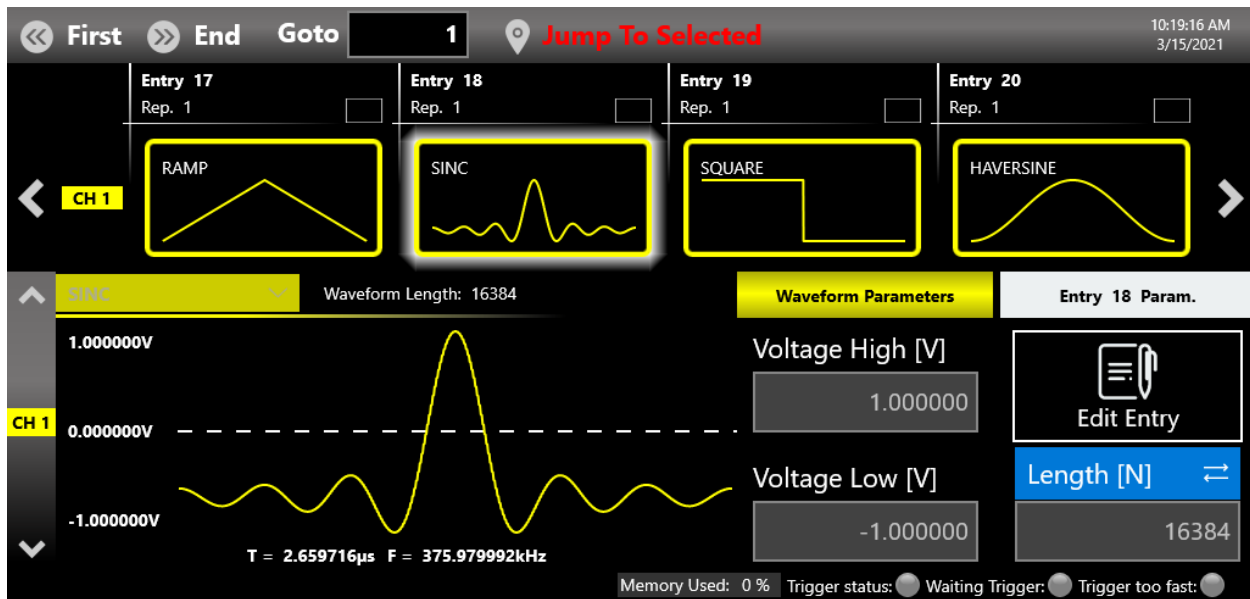 First End Goto 1 Jump To Selected
10:19:16 AM
3/15/2021
Entry 17
Rep. 1
Entry 18
Rep. 1
Entry 19
Rep. 1
Entry 20
Rep. 1
CH 1
RAMP
SINC
SQUARE
HAVERSINE
SINC
Waveform Length: 16384
Waveform Parameters
Entry 18 Param.
1.000000V
CH 1
0.000000V
-1.000000V
T = 2.659716µs F = 375.979992kHz
Voltage High [V]
1.000000
Voltage Low [V]
-1.000000
Edit Entry
Length [N]
16384
Memory Used: 0 % Trigger status: Waiting Trigger: Trigger too fast: